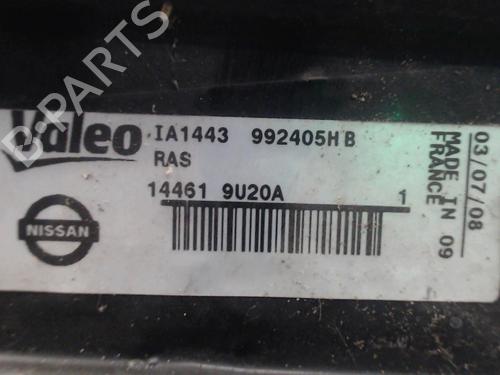 Valeo IA1443 992405H B
RAS
14461 9U20A 1
NISSAN
03/07/08
MADE IN 09
FRANCE
B-PARTS